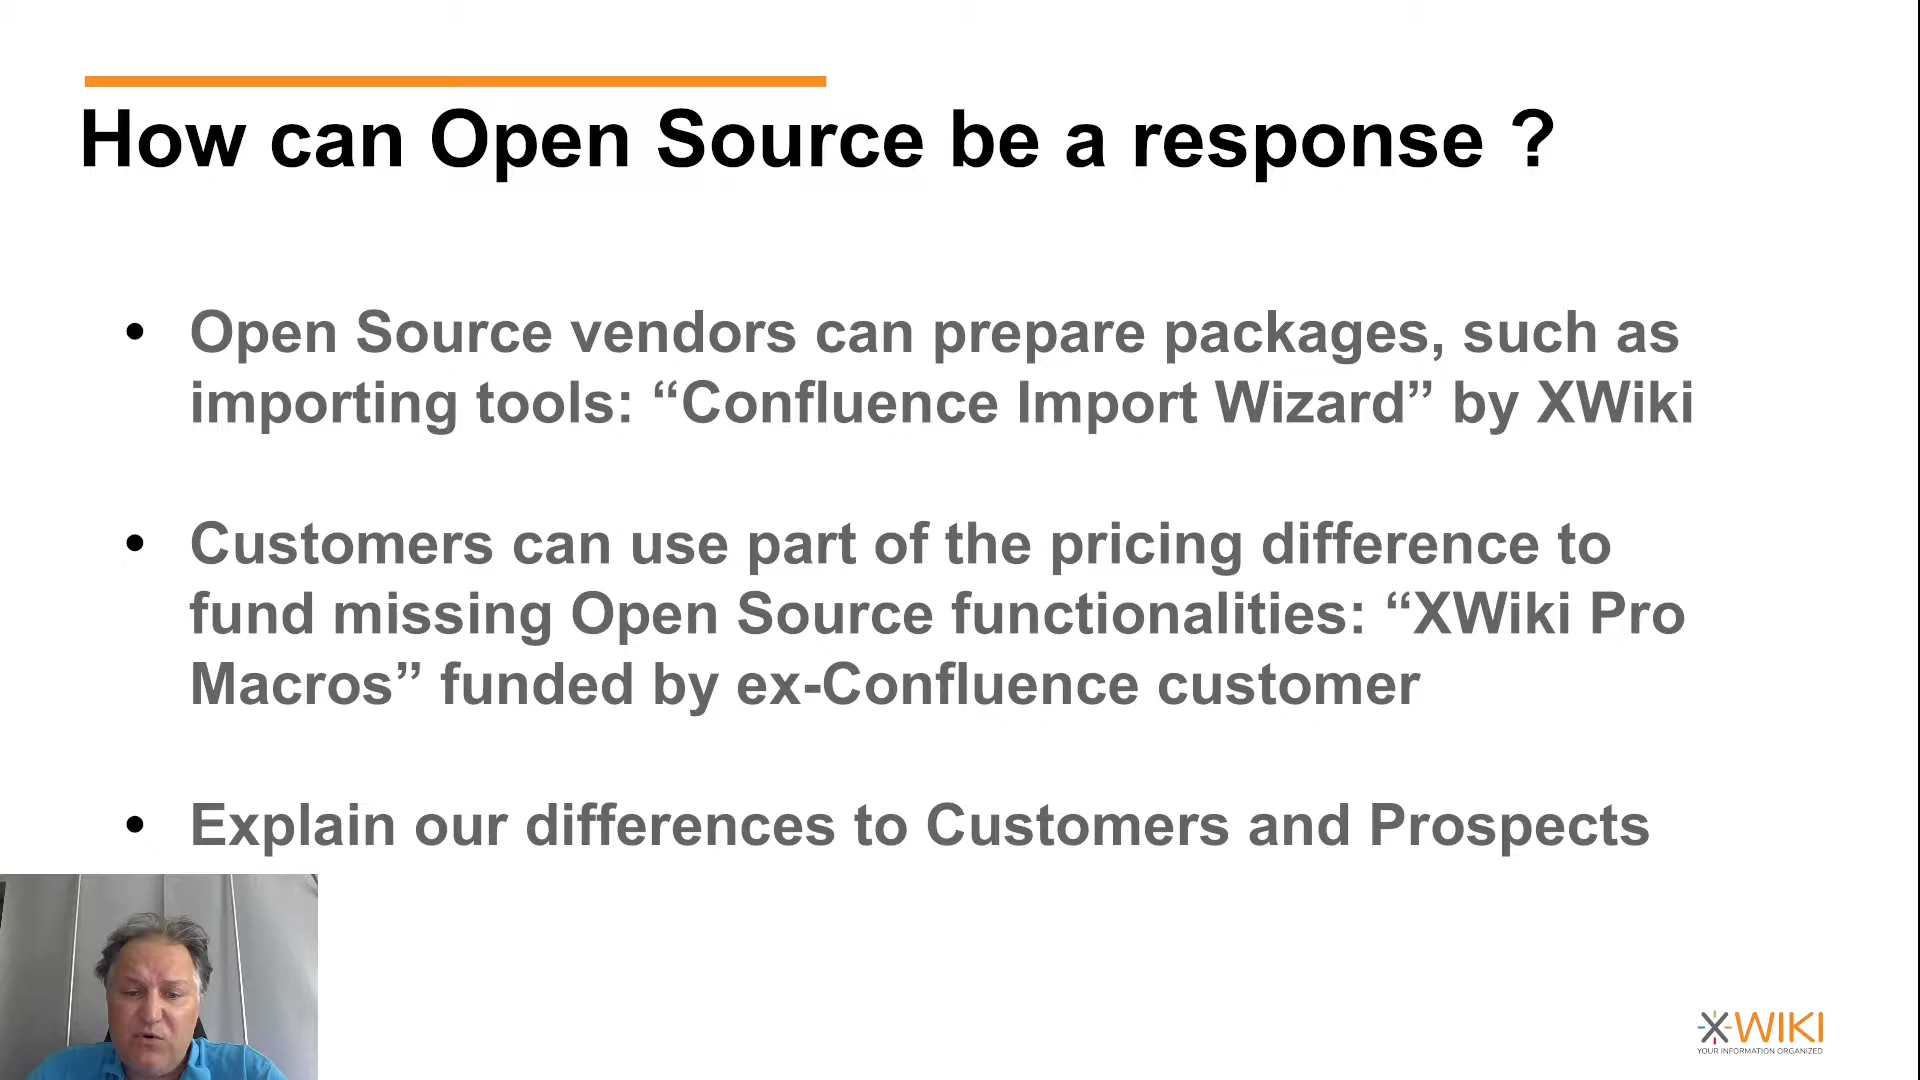 How can Open Source be a response ?
• Open Source vendors can prepare packages, such as
importing tools: “Confluence Import Wizard” by XWiki
• Customers can use part of the pricing difference to
fund missing Open Source functionalities: “XWiki Pro
Macros” funded by ex-Confluence customer
• Explain our differences to Customers and Prospects
XWIKI
YOUR INFORMATION ORGANIZED